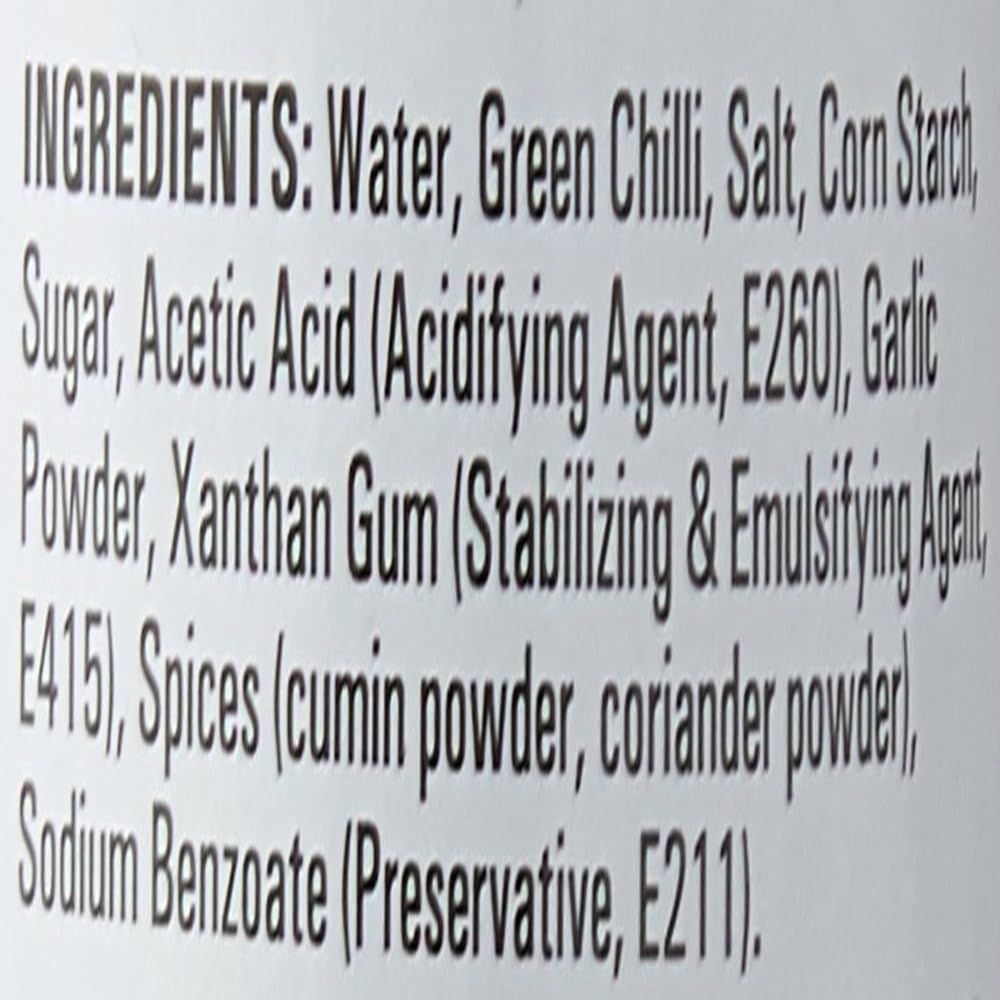 INGREDIENTS: Water, Green Chilli, Salt, Corn Starch,
Sugar, Acetic Acid (Acidifying Agent, E260), Garlic
Powder, Xanthan Gum (Stabilizing & Emulsifying Agent,
E415), Spices (cumin powder, coriander powder),
Sodium Benzoate (Preservative, E211).